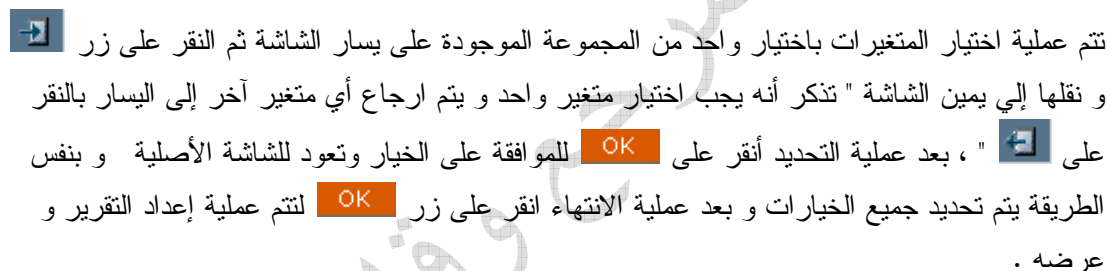 تتم عملية اختيار المتغيرات باختيار واحد من المجموعة الموجودة على يسار الشاشة ثم النقر على زر
و نقلها إلي يمين الشاشة " تذكر أنه يجب اختيار متغير واحد و يتم ارجاع أي متغير آخر إلى اليسار بالنقر
على " ، بعد عملية التحديد أنقر على OK للموافقة على الخيار وتعود للشاشة الأصلية و بنفس
الطريقة يتم تحديد جميع الخيارات و بعد عملية الانتهاء انقر على زر OK لتتم عملية إعداد التقرير و
عرضه .